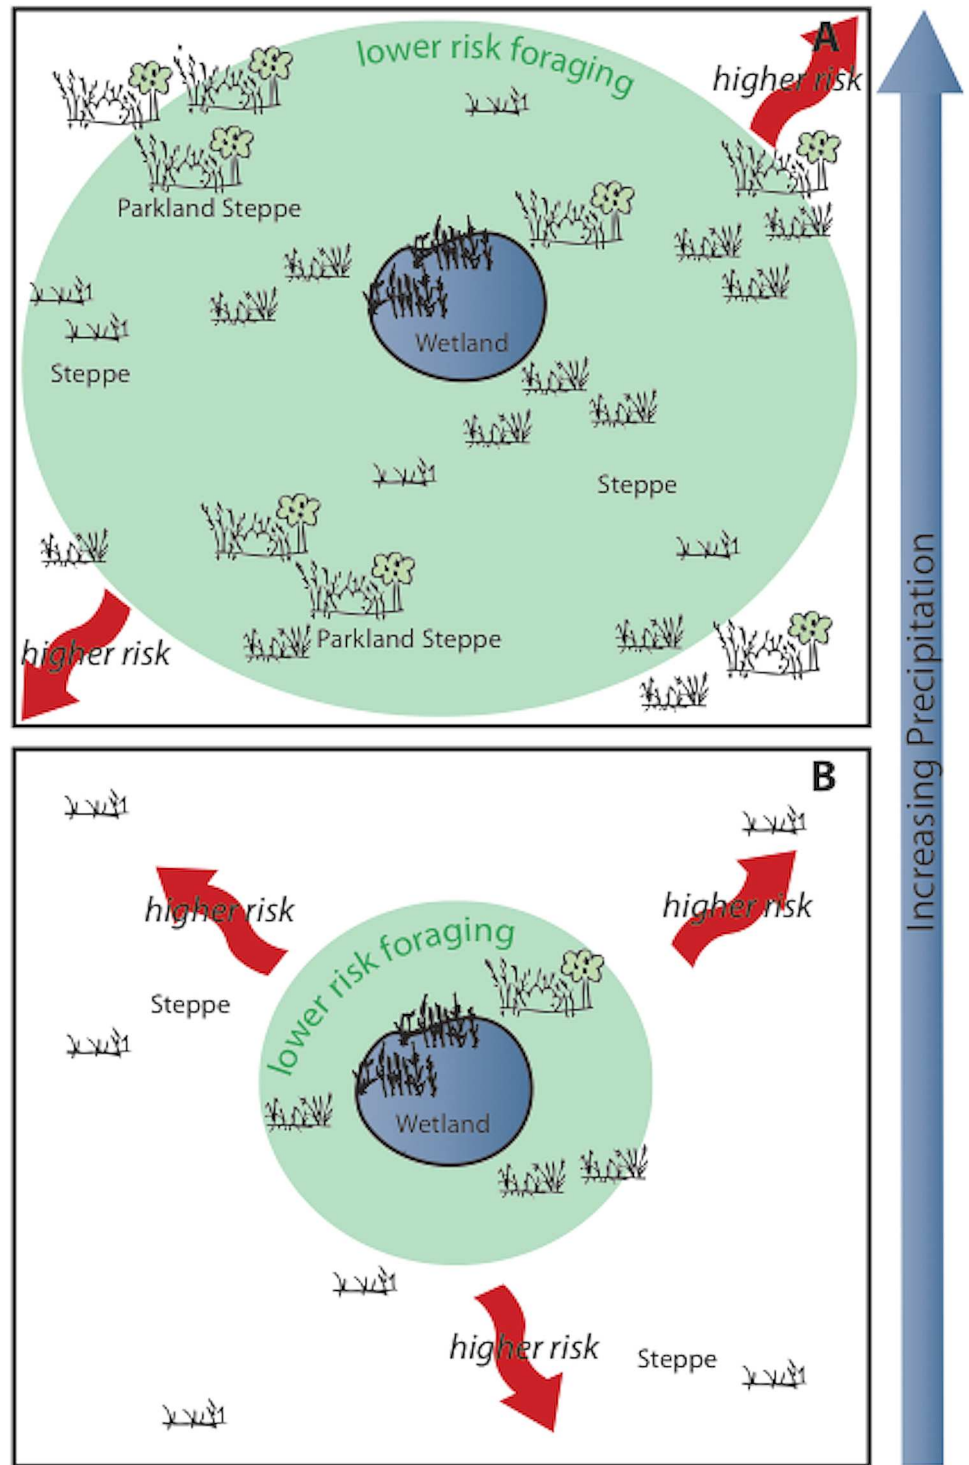 A
lower risk foraging
higher risk
Parkland Steppe
Wetland
Steppe
Steppe
Parkland Steppe
higher risk
B
higher risk
higher risk
lower risk foraging
Steppe
Wetland
higher risk
Steppe
Increasing Precipitation